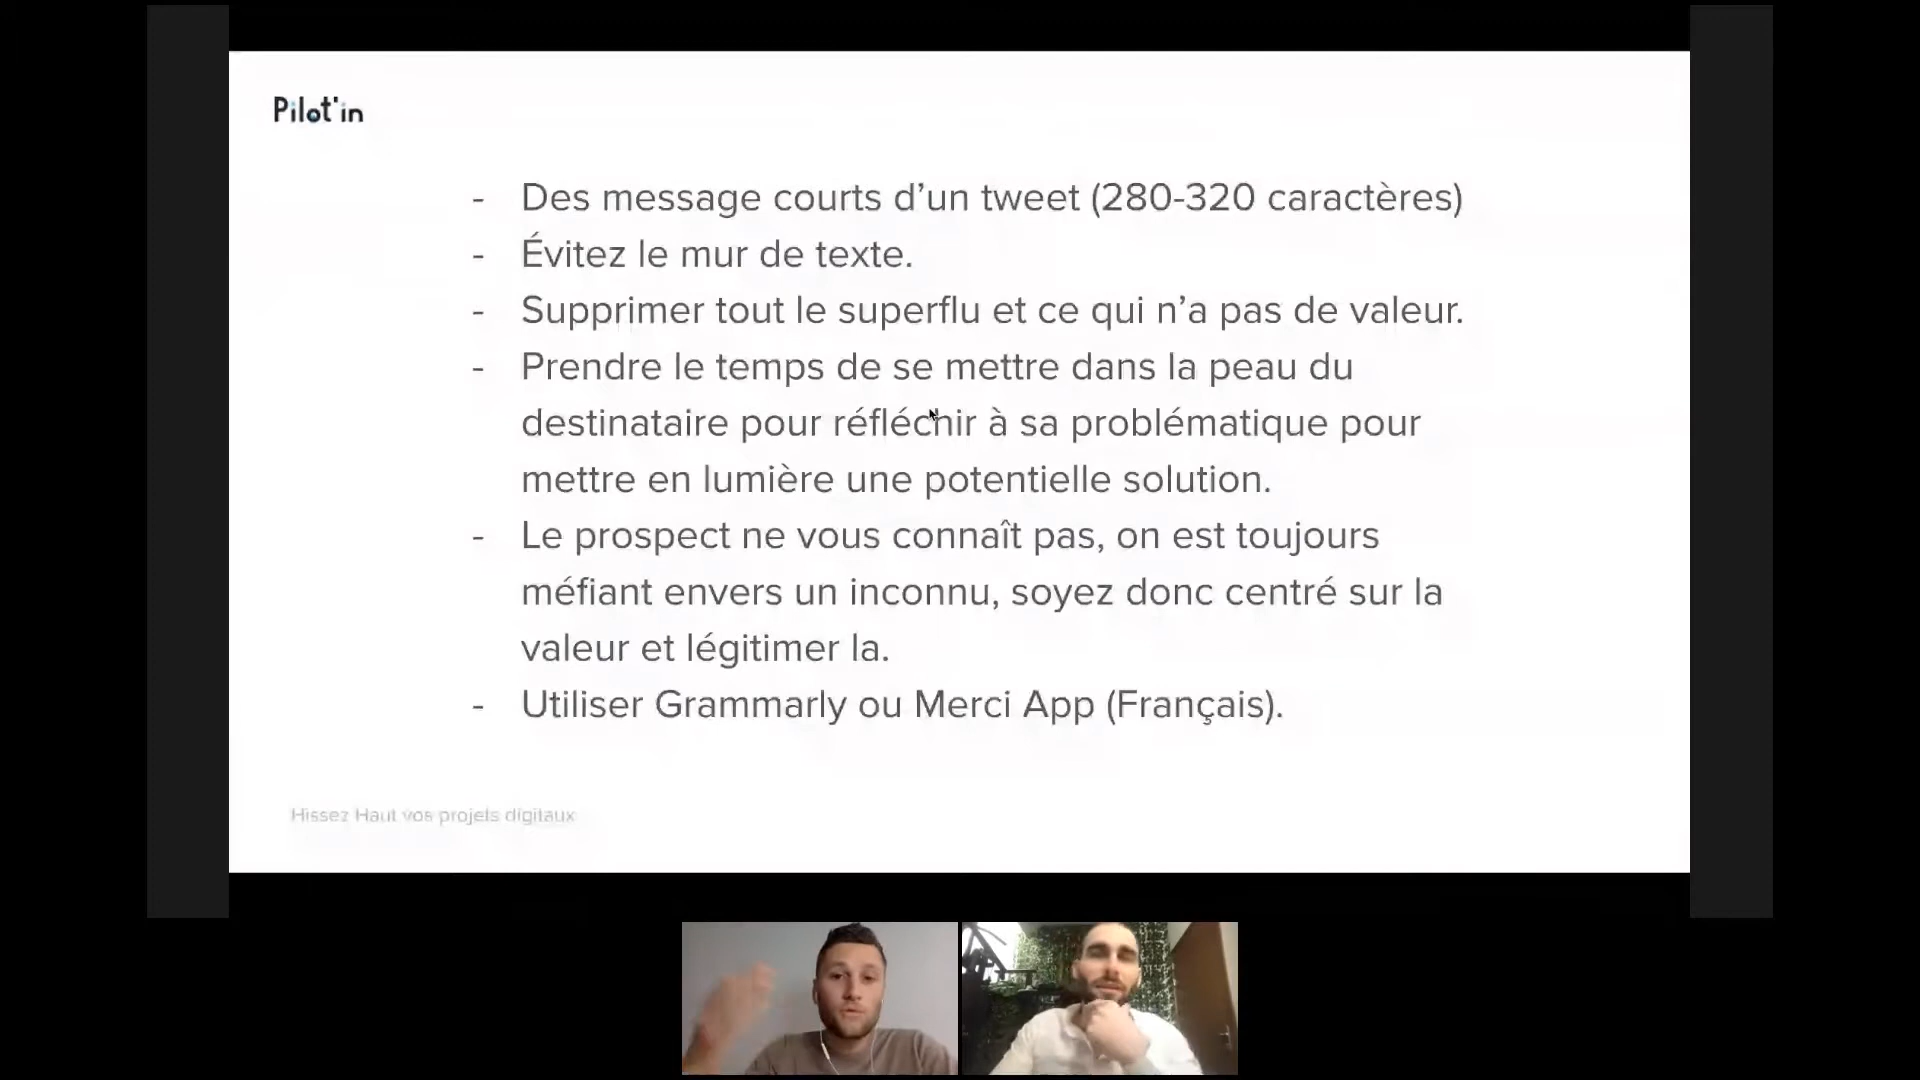 Pilot'in
- Des message courts d’un tweet (280-320 caractères)
- Évitez le mur de texte.
- Supprimer tout le superflu et ce qui n’a pas de valeur.
- Prendre le temps de se mettre dans la peau du
destinataire pour réfléchir à sa problématique pour
mettre en lumière une potentielle solution.
- Le prospect ne vous connaît pas, on est toujours
méfiant envers un inconnu, soyez donc centré sur la
valeur et légitimer la.
- Utiliser Grammarly ou Merci App (Français).
Hissez Haut vos projets digitaux